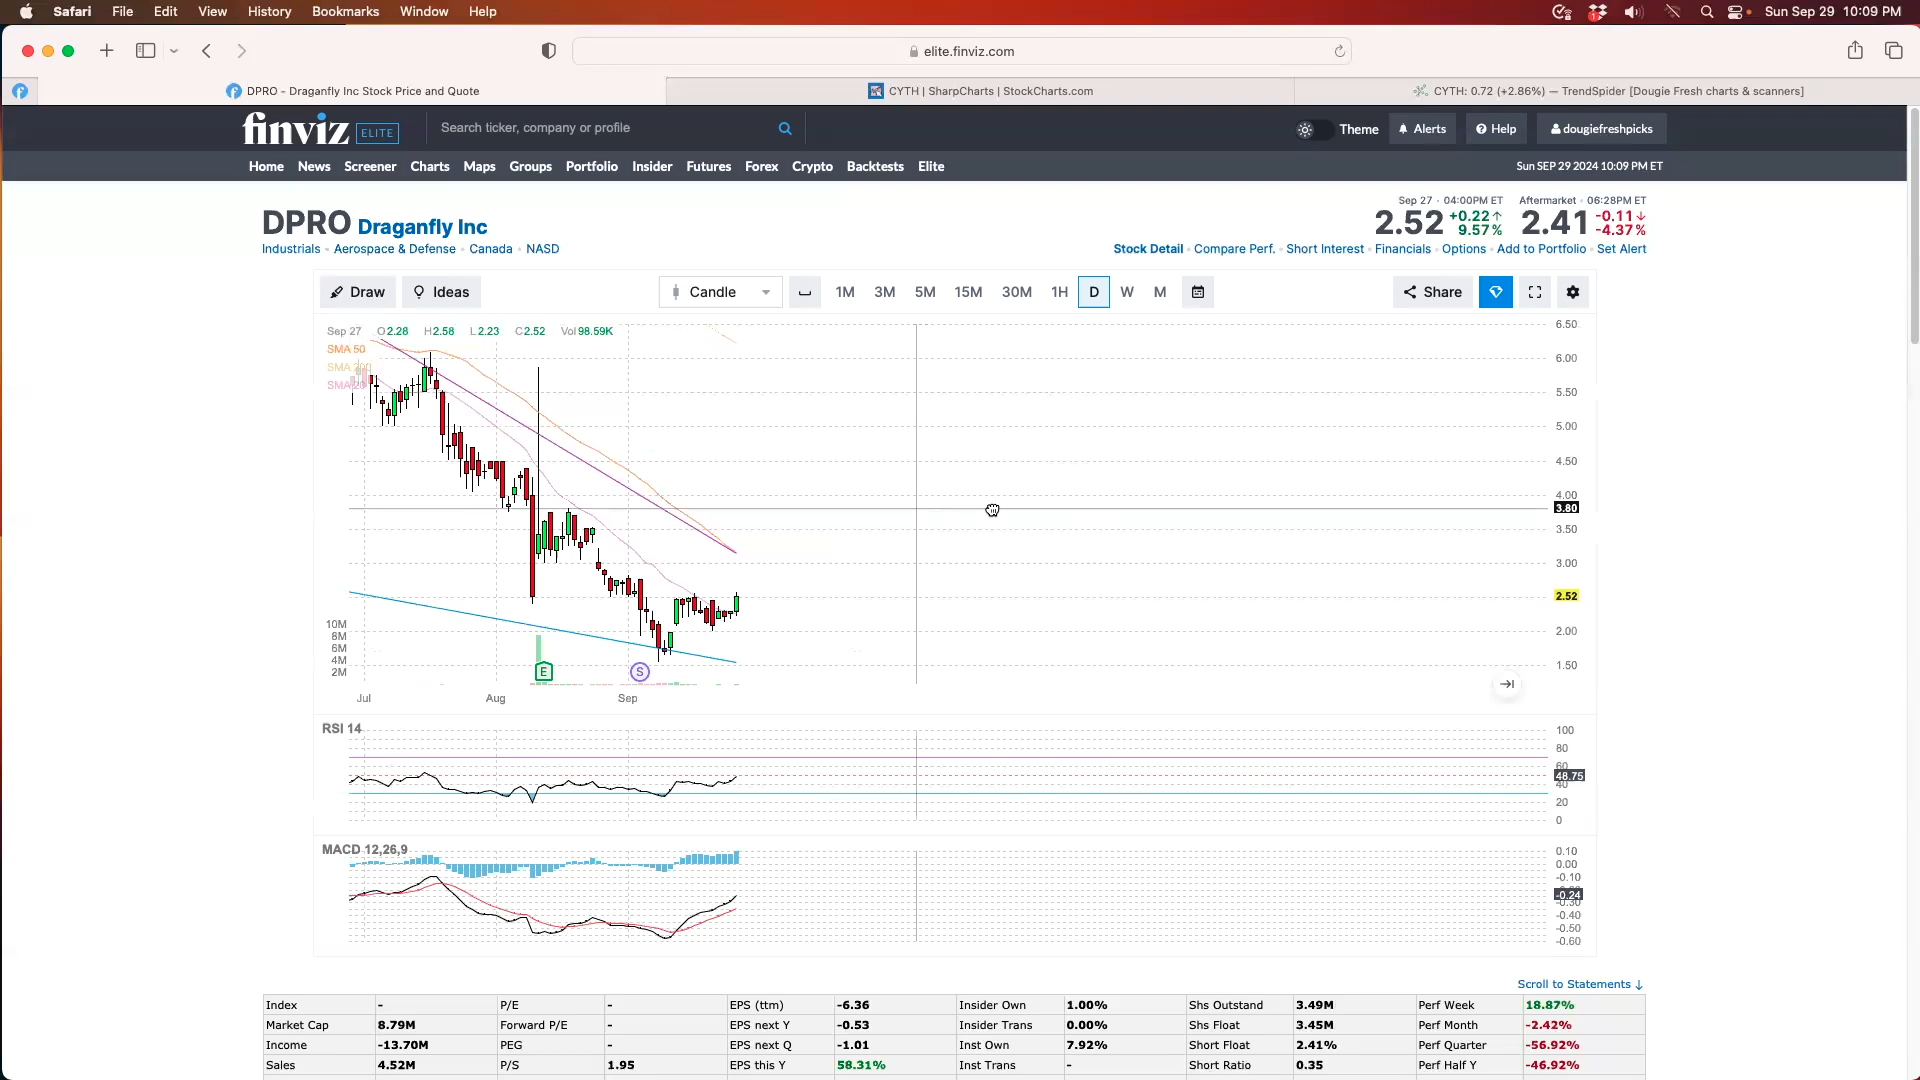 Safari File Edit View History Bookmarks Window Help Sun Sep 29 10:09 PM
elite.finviz.com
DPRO - Draganfly Inc Stock Price and Quote CYTH | SharpCharts | StockCharts.com CYTH: 0.72 (+2.86%) — TrendSpider [Dougie Fresh charts & scanners]
finviz ELITE Search ticker, company or profile Theme Alerts Help dougiefreshpicks
Home News Screener Charts Maps Groups Portfolio Insider Futures Forex Crypto Backtests Elite Sun SEP 29 2024 10:09 PM ET
Sep 27 · 04:00PM ET Aftermarket · 06:28PM ET
DPRO Draganfly Inc 2.52 +0.22 9.57% 2.41 -0.11 -4.37%
Industrials · Aerospace & Defense · Canada · NASD Stock Detail · Compare Perf. · Short Interest · Financials · Options · Add to Portfolio · Set Alert
Draw Ideas Candle 1M 3M 5M 15M 30M 1H D W M Share
Sep 27 O2.28 H2.58 L2.23 C2.52 Vol 98.59K
SMA 50
SMA 200
SMA 20
6.50
6.00
5.50
5.00
4.50
4.00
3.80
3.50
3.00
2.52
2.00
1.50
10M
8M
6M
4M
2M
E S
Jul Aug Sep
RSI 14
100
80
60
48.75
40
20
0
MACD 12,26,9
0.10
0.00
-0.10
-0.24
-0.30
-0.40
-0.50
-0.60
Scroll to Statements ↓
Index - P/E - EPS (ttm) -6.36 Insider Own 1.00% Shs Outstand 3.49M Perf Week 18.87%
Market Cap 8.79M Forward P/E - EPS next Y -0.53 Insider Trans 0.00% Shs Float 3.45M Perf Month -2.42%
Income -13.70M PEG - EPS next Q -1.01 Inst Own 7.92% Short Float 2.41% Perf Quarter -56.92%
Sales 4.52M P/S 1.95 EPS this Y 58.31% Inst Trans - Short Ratio 0.35 Perf Half Y -46.92%